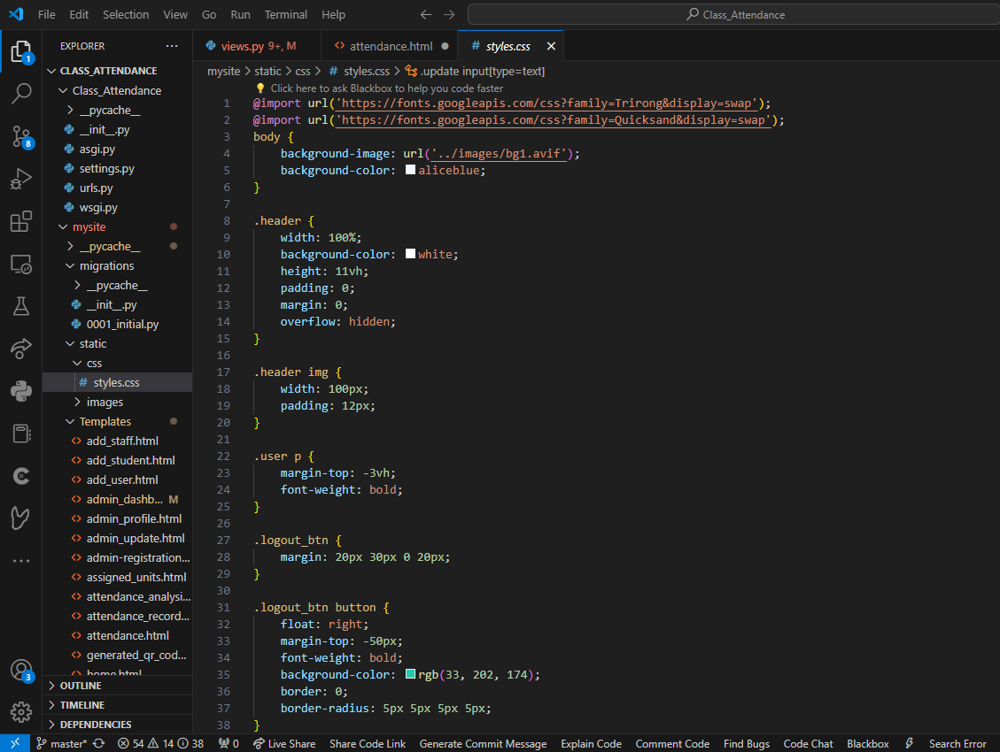 File Edit Selection View Go Run Terminal Help
Class_Attendance
EXPLORER
CLASS_ATTENDANCE
Class_Attendance
__pycache__
__init__.py
asgi.py
settings.py
urls.py
wsgi.py
mysite
__pycache__
migrations
__pycache__
__init__.py
0001_initial.py
static
css
# styles.css
images
Templates
add_staff.html
add_student.html
add_user.html
admin_dashb... M
admin_profile.html
admin_update.html
admin-registration...
assigned_units.html
attendance_analysi...
attendance_record...
attendance.html
generated_qr_cod...
home.html
OUTLINE
TIMELINE
DEPENDENCIES
1
8
3
views.py 9+, M
attendance.html
# styles.css
mysite > static > css > # styles.css > .update input[type=text]
Click here to ask Blackbox to help you code faster
1 @import url('https://fonts.googleapis.com/css?family=Trirong&display=swap');
2 @import url('https://fonts.googleapis.com/css?family=Quicksand&display=swap');
3 body {
4 background-image: url('../images/bg1.avif');
5 background-color: aliceblue;
6 }
7
8 .header {
9 width: 100%;
10 background-color: white;
11 height: 11vh;
12 padding: 0;
13 margin: 0;
14 overflow: hidden;
15 }
16
17 .header img {
18 width: 100px;
19 padding: 12px;
20 }
21
22 .user p {
23 margin-top: -3vh;
24 font-weight: bold;
25 }
26
27 .logout_btn {
28 margin: 20px 30px 0 20px;
29 }
30
31 .logout_btn button {
32 float: right;
33 margin-top: -50px;
34 font-weight: bold;
35 background-color: rgb(33, 202, 174);
36 border: 0;
37 border-radius: 5px 5px 5px 5px;
38 }
master* 54 14 38 0 Live Share Share Code Link Generate Commit Message Explain Code Comment Code Find Bugs Code Chat Blackbox Search Error